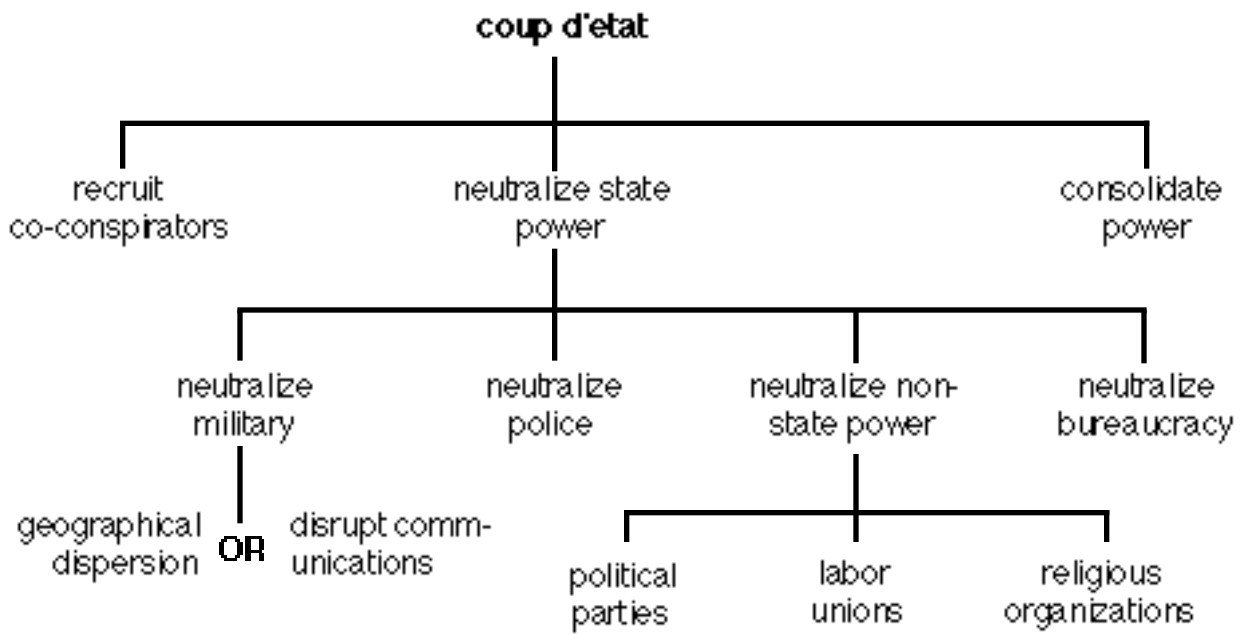 coup d'etat
recruit
co-conspirators
neutralize state
power
consolidate
power
neutralize
military
neutralize
police
neutralize non-
state power
neutralize
bureaucracy
geographical
dispersion
OR
disrupt comm-
unications
political
parties
labor
unions
religious
organizations